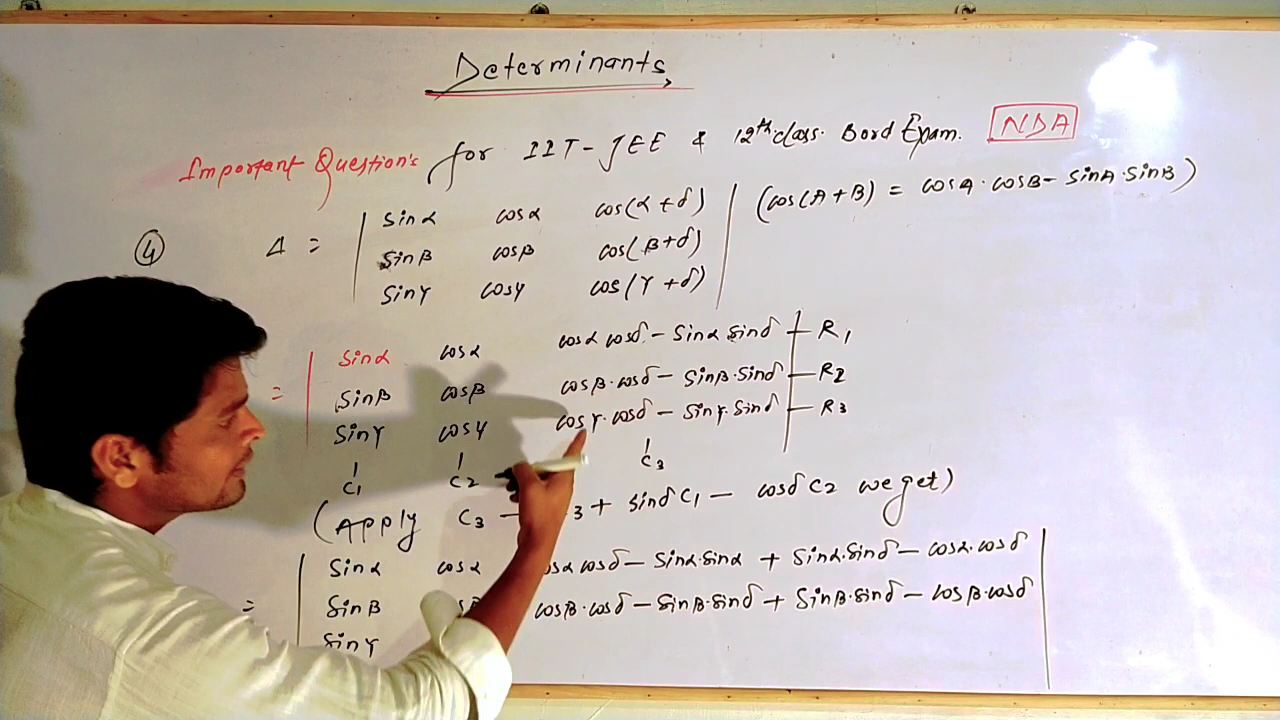 Determinants
Important Question's for IIT-JEE & 12th class. Bord Exam. NDA
④ Δ = | sinα cosα cos(α+δ) | (cos(A+B) = cosA·cosB- sinA·sinB)
sinβ cosβ cos(β+δ)
sinγ cosγ cos(γ+δ)
= | sinα cosα cosα cosδ - sinα sinδ | - R1
sinβ cosβ cosβ·cosδ - sinβ·sinδ - R2
sinγ cosγ cosγ·cosδ - sinγ·sinδ - R3
C1 C2 C3
(Apply C3 3 + sinδ C1 - cosδ C2 we get)
| sinα cosα cosδ - sinα·sinα + sinα·sinδ - cosα·cosδ |
= sinβ cosβ·cosδ - sinβ·sinδ + sinβ·sinδ - cosβ·cosδ
sinγ